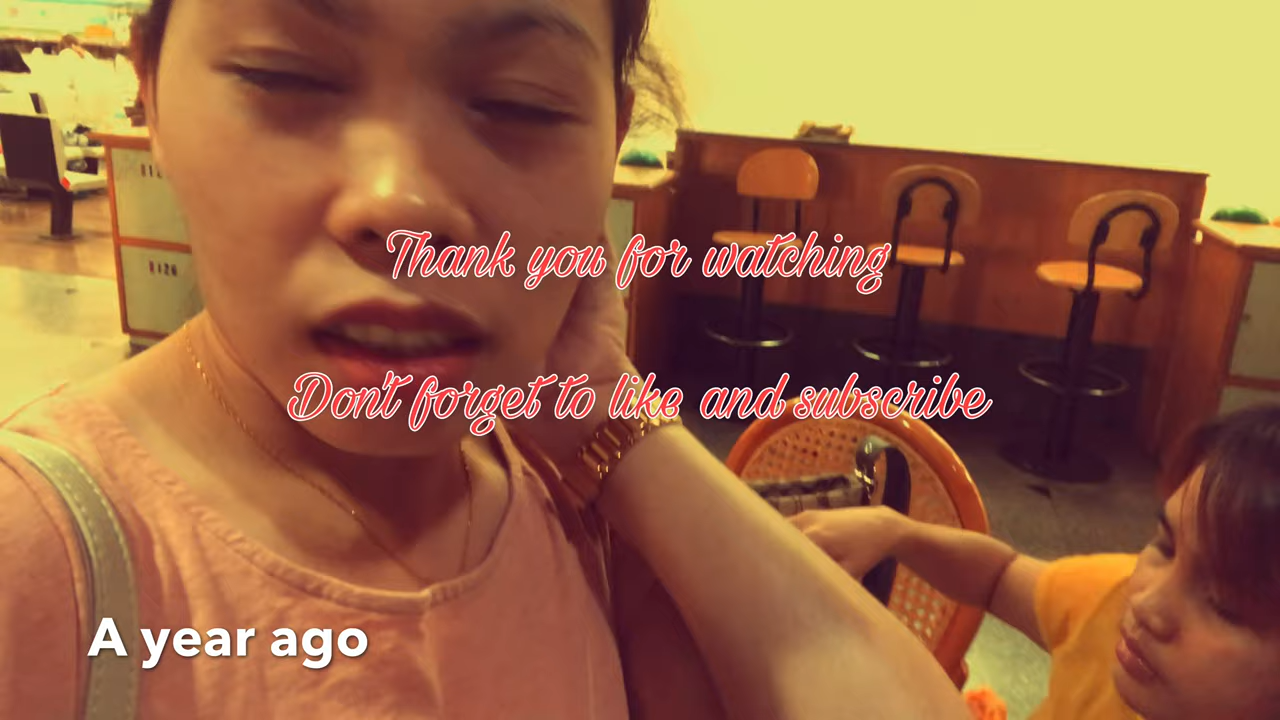 Thank you for watching
Don't forget to like and subscribe
A year ago